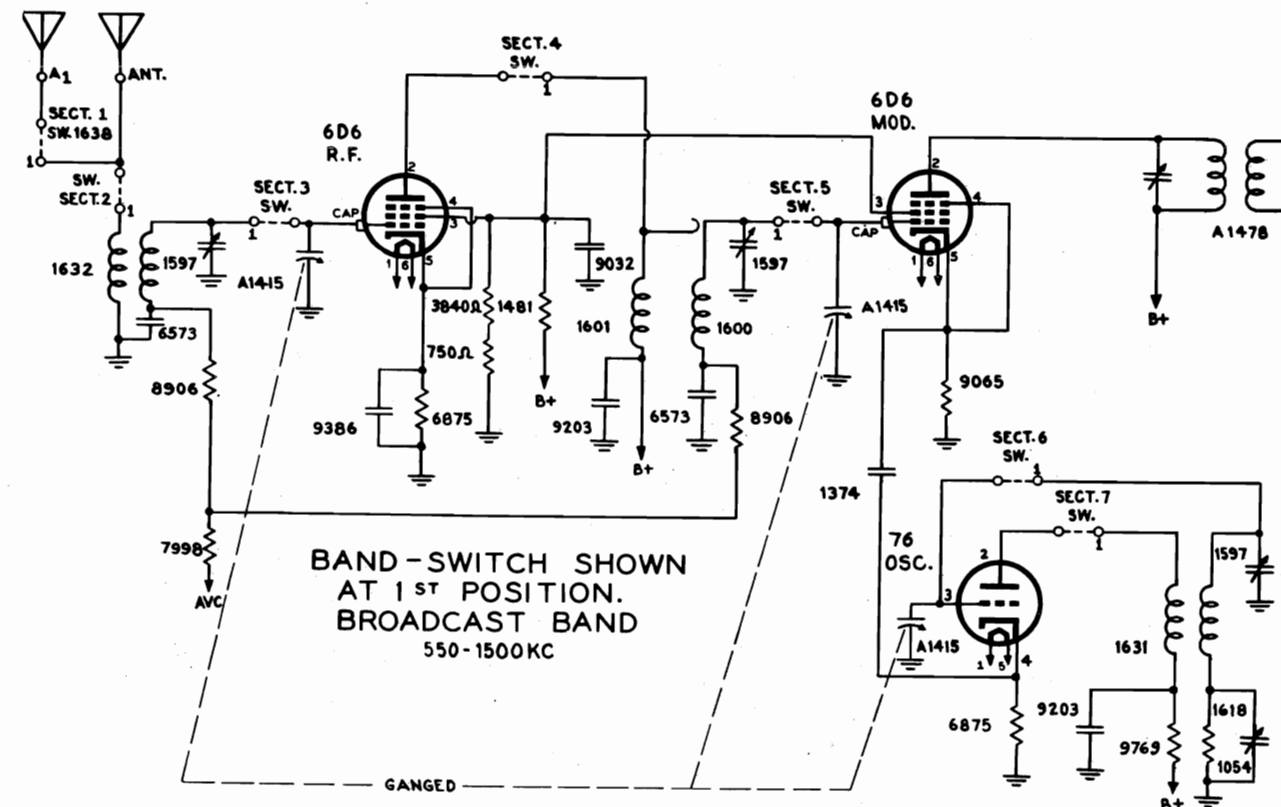 A1
ANT.
SECT. 1
SW. 1638
1
SW.
SECT. 2
1
1632
1597
6573
8906
7998
AVC
SECT. 3
SW.
1
A1415
6D6
R.F.
CAP
2
4
3
1
6
5
SECT. 4
SW.
1
3840Ω
750Ω
1481
B+
9032
9386
6875
1601
1600
9203
B+
6573
8906
1597
SECT. 5
SW.
1
A1415
6D6
MOD.
CAP
2
3
4
1
6
5
A1478
B+
9065
1374
SECT. 6
SW.
1
SECT. 7
SW.
1
76
OSC.
2
3
1
5
4
A1415
6875
1597
1631
9203
9769
B+
1618
1054
BAND-SWITCH SHOWN
AT 1ST POSITION.
BROADCAST BAND
550-1500 KC
GANGED